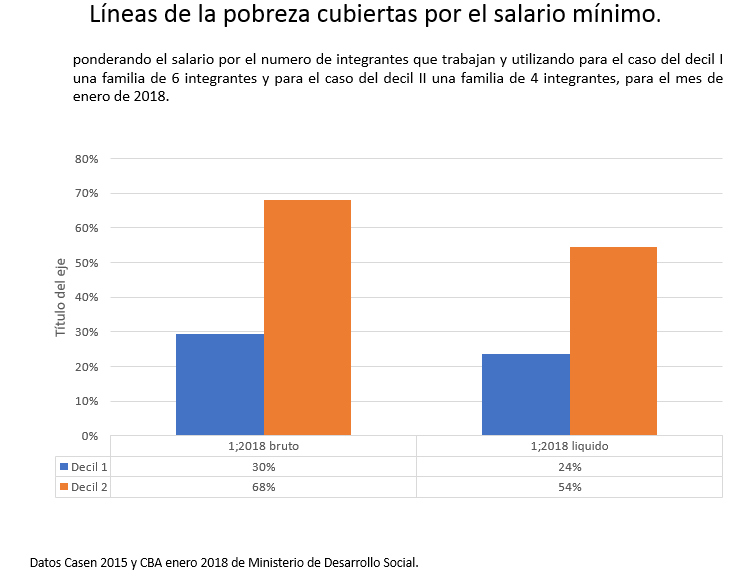 Líneas de la pobreza cubiertas por el salario mínimo.
ponderando el salario por el numero de integrantes que trabajan y utilizando para el caso del decil I
una familia de 6 integrantes y para el caso del decil II una familia de 4 integrantes, para el mes de
enero de 2018.
80%
70%
60%
50%
40%
30%
20%
10%
0%
Título del eje
1;2018 bruto 1;2018 liquido
Decil 1 30% 24%
Decil 2 68% 54%
Datos Casen 2015 y CBA enero 2018 de Ministerio de Desarrollo Social.